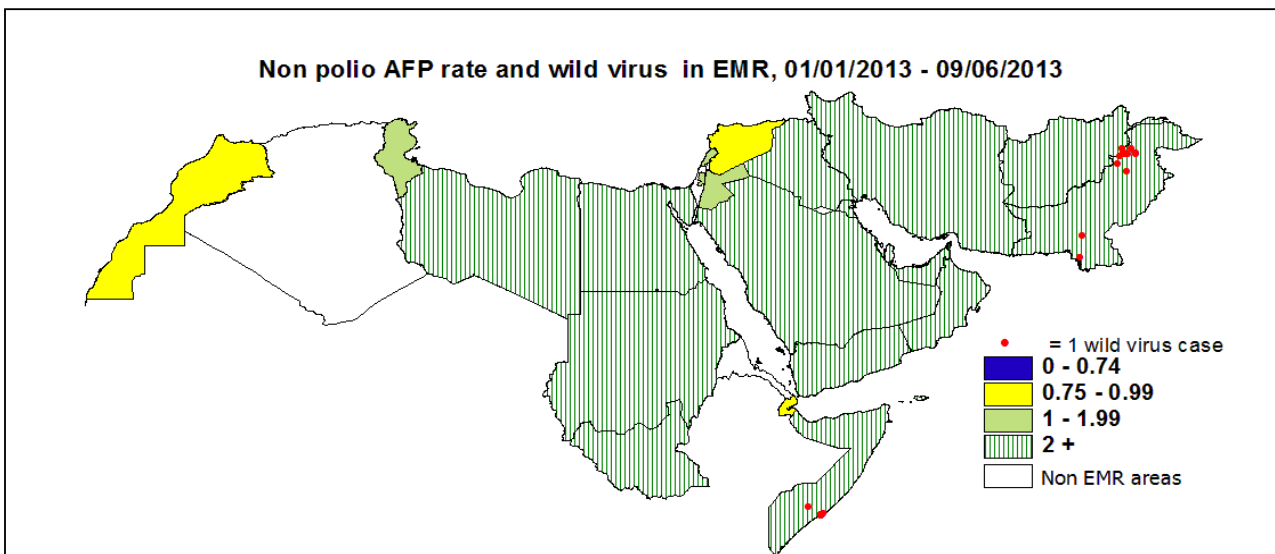 Non polio AFP rate and wild virus in EMR, 01/01/2013 - 09/06/2013
= 1 wild virus case
0 - 0.74
0.75 - 0.99
1 - 1.99
2 +
Non EMR areas